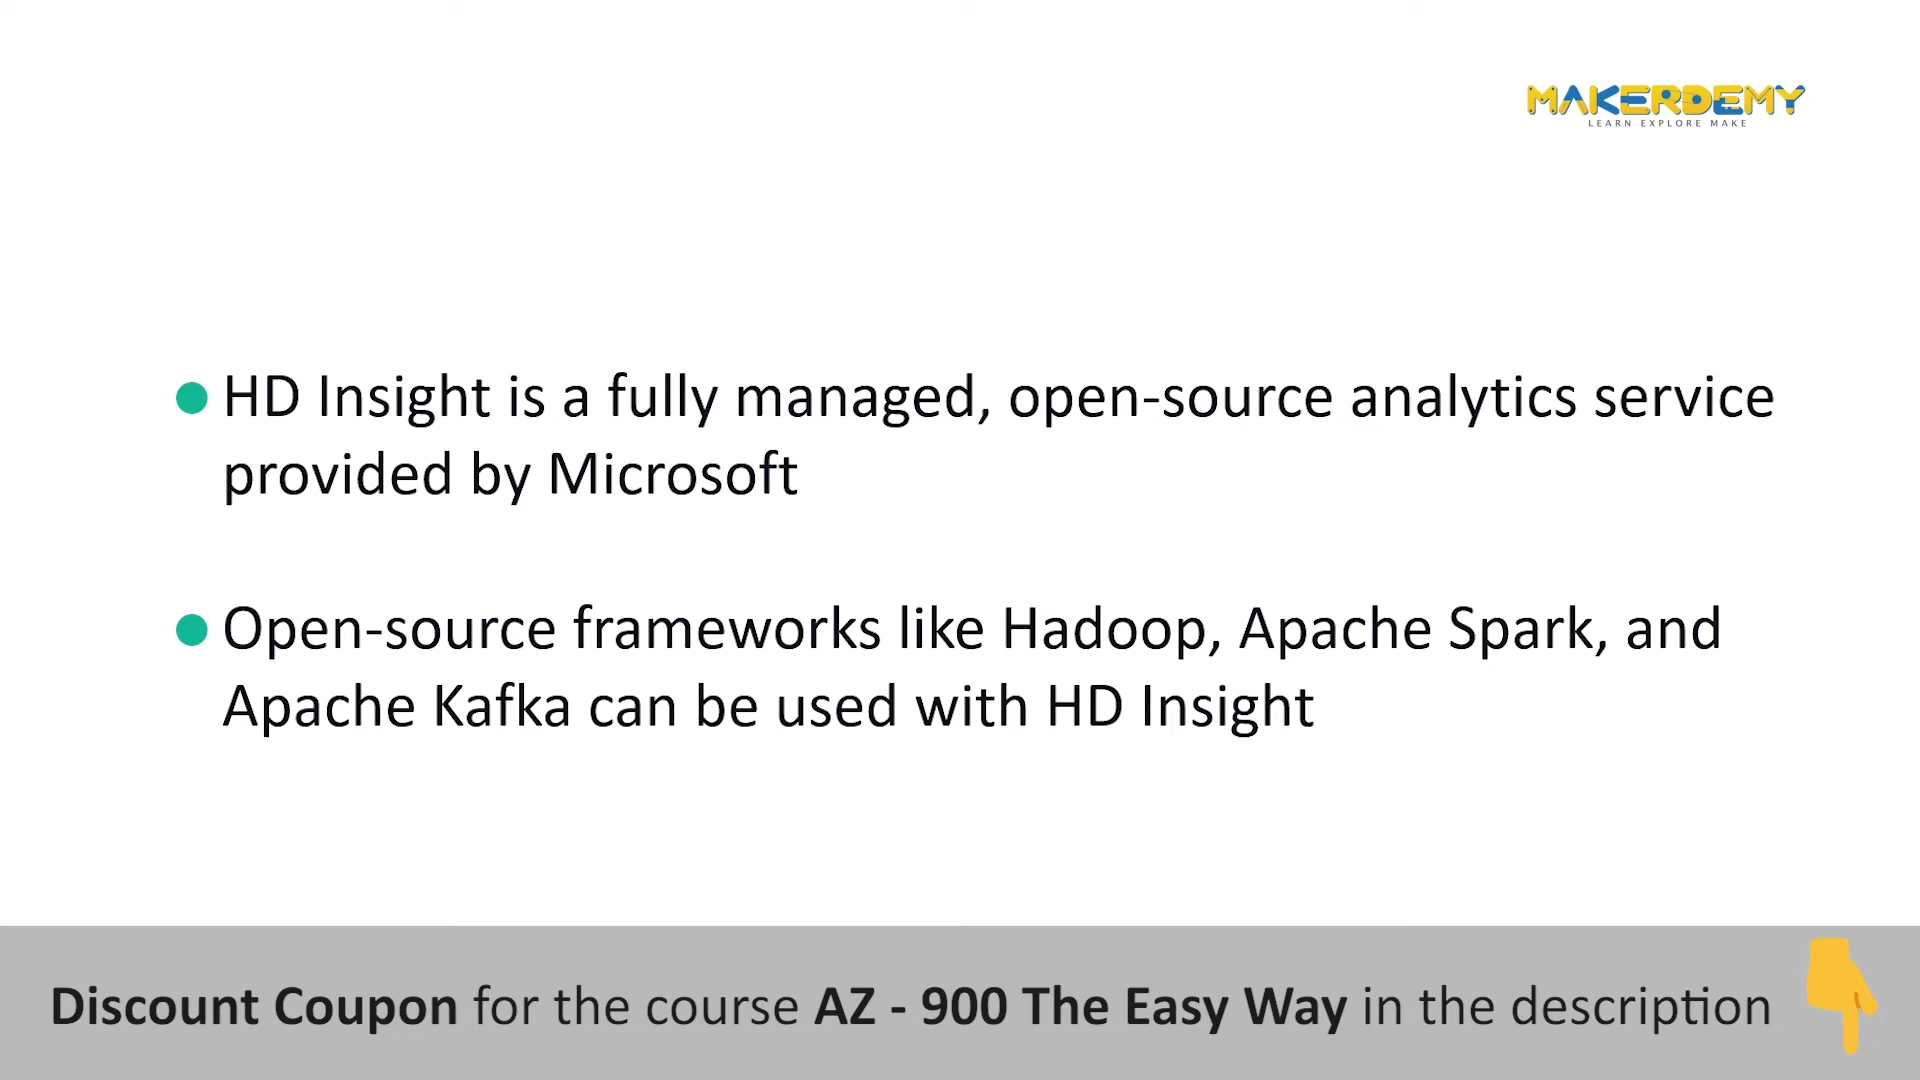 MAKERDEMY
LEARN EXPLORE MAKE
HD Insight is a fully managed, open-source analytics service
provided by Microsoft
Open-source frameworks like Hadoop, Apache Spark, and
Apache Kafka can be used with HD Insight
Discount Coupon for the course AZ - 900 The Easy Way in the description